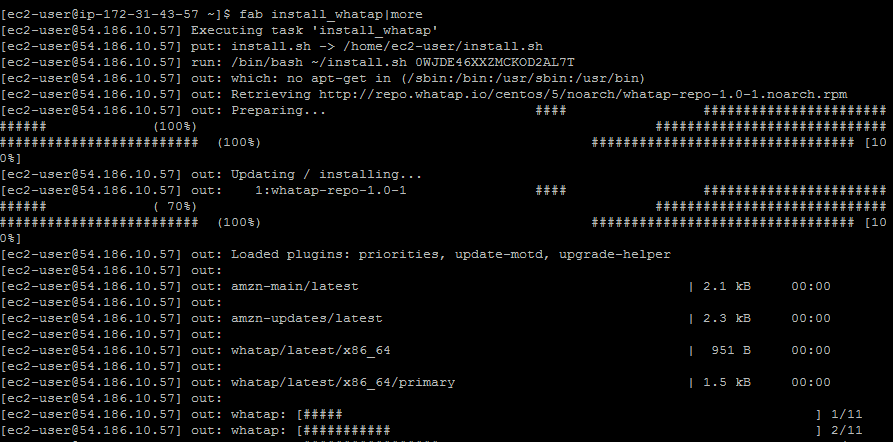 [ec2-user@ip-172-31-43-57 ~]$ fab install_whatap|more
[ec2-user@54.186.10.57] Executing task 'install_whatap'
[ec2-user@54.186.10.57] put: install.sh -> /home/ec2-user/install.sh
[ec2-user@54.186.10.57] run: /bin/bash ~/install.sh 0WJDE46XXZMCKOD2AL7T
[ec2-user@54.186.10.57] out: which: no apt-get in (/sbin:/bin:/usr/sbin:/usr/bin)
[ec2-user@54.186.10.57] out: Retrieving http://repo.whatap.io/centos/5/noarch/whatap-repo-1.0-1.noarch.rpm
[ec2-user@54.186.10.57] out: Preparing... #### #######################
###### (100%) #############################
######################### (100%) ################################# [10
0%]
[ec2-user@54.186.10.57] out: Updating / installing...
[ec2-user@54.186.10.57] out: 1:whatap-repo-1.0-1 #### #######################
###### ( 70%) #############################
######################### (100%) ################################# [10
0%]
[ec2-user@54.186.10.57] out: Loaded plugins: priorities, update-motd, upgrade-helper
[ec2-user@54.186.10.57] out:
[ec2-user@54.186.10.57] out: amzn-main/latest | 2.1 kB 00:00
[ec2-user@54.186.10.57] out:
[ec2-user@54.186.10.57] out: amzn-updates/latest | 2.3 kB 00:00
[ec2-user@54.186.10.57] out:
[ec2-user@54.186.10.57] out: whatap/latest/x86_64 | 951 B 00:00
[ec2-user@54.186.10.57] out:
[ec2-user@54.186.10.57] out: whatap/latest/x86_64/primary | 1.5 kB 00:00
[ec2-user@54.186.10.57] out:
[ec2-user@54.186.10.57] out: whatap: [##### ] 1/11
[ec2-user@54.186.10.57] out: whatap: [########### ] 2/11